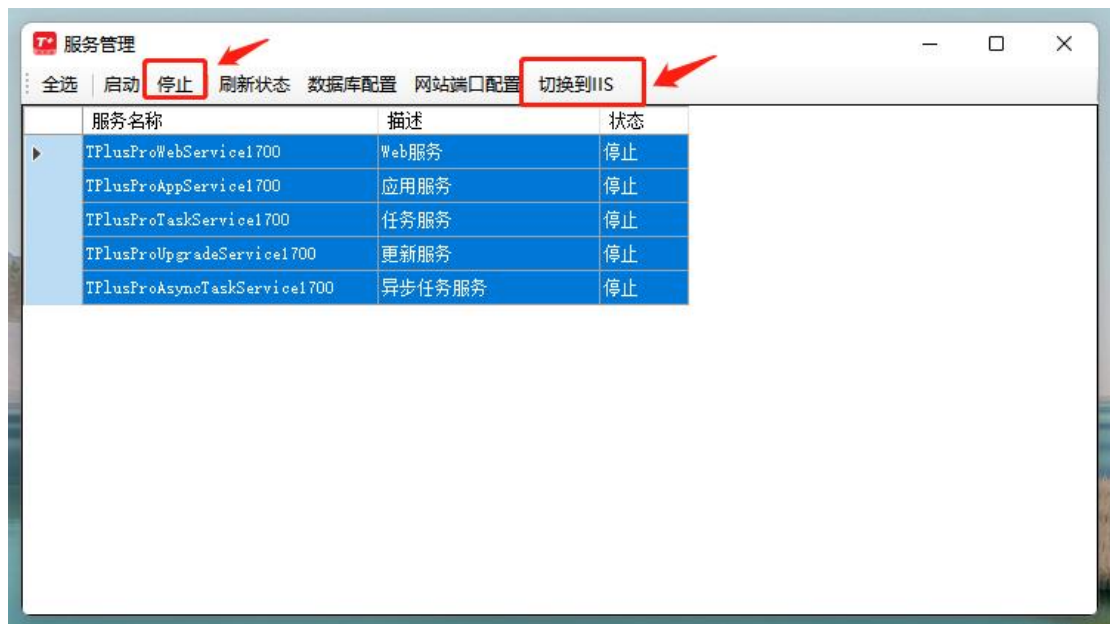 T+ 服务管理
全选 启动 停止 刷新状态 数据库配置 网站端口配置 切换到IIS
服务名称 描述 状态
TPlusProWebService1700 Web服务 停止
TPlusProAppService1700 应用服务 停止
TPlusProTaskService1700 任务服务 停止
TPlusProUpgradeService1700 更新服务 停止
TPlusProAsyncTaskService1700 异步任务服务 停止